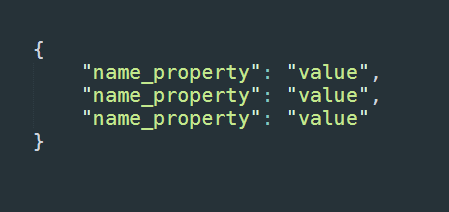 {
"name_property": "value",
"name_property": "value",
"name_property": "value"
}